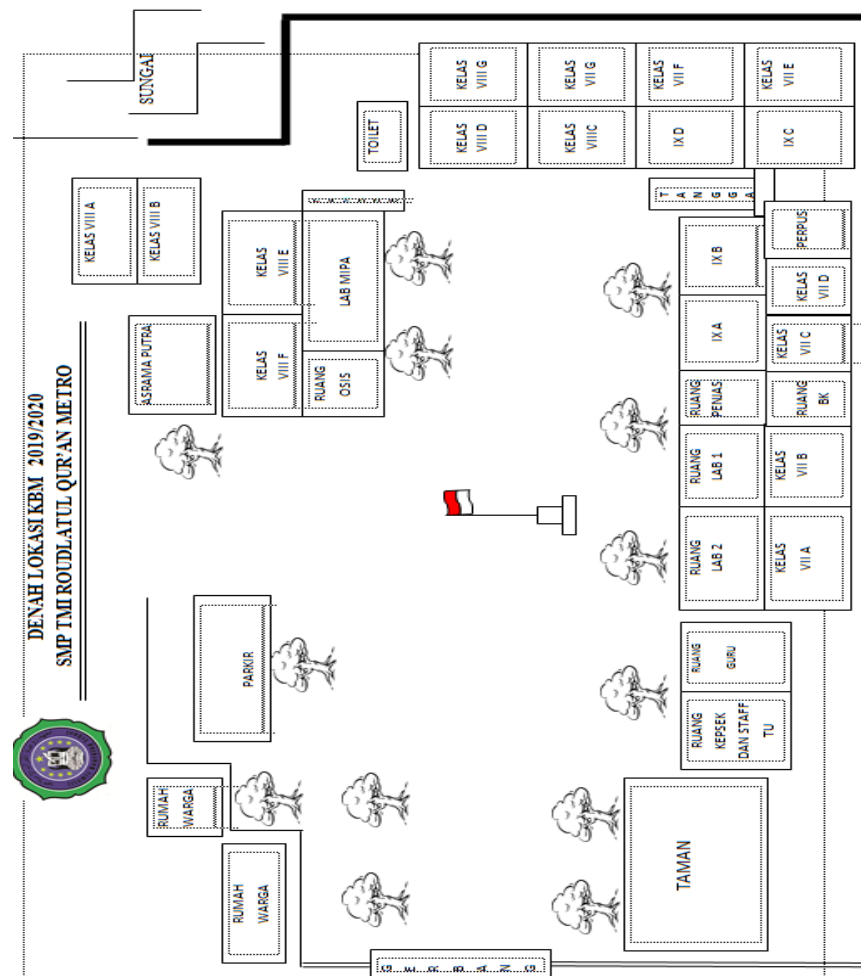 DENAH LOKASI KBM 2019/2020
SMP TMI ROUDLATUL QUR'AN METRO
SUNGAI
KELAS VIII A
KELAS VIII B
ASRAMA PUTRA
RUMAH
WARGA
PARKIR
RUMAH
WARGA
KELAS
VIII F
KELAS
VIII E
RUANG
OSIS
LAB MIPA
TOILET
GERBANG
KELAS
VIII D
KELAS
VIII G
KELAS
VIIIC
KELAS
VII G
IX D
KELAS
VII F
IX C
KELAS
VII E
TANGGA
TAMAN
RUANG
KEPSEK
DAN STAFF
TU
RUANG
GURU
RUANG
LAB 2
RUANG
LAB 1
RUANG
PENJAS
IX A
IX B
KELAS
VII A
KELAS
VII B
RUANG
BK
KELAS
VII C
KELAS
VII D
PERPUS